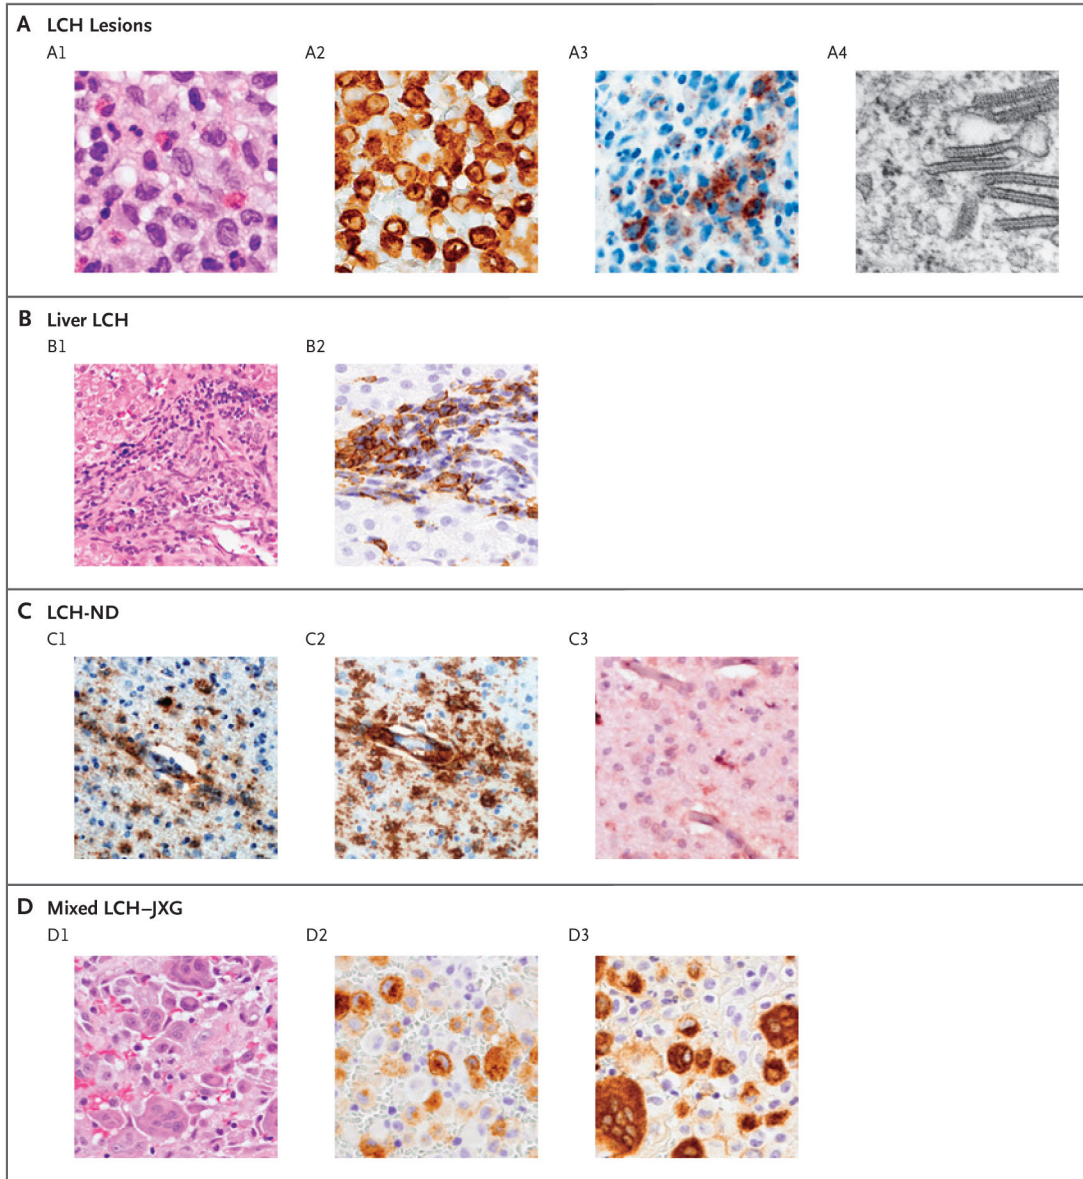 A LCH Lesions
A1 A2 A3 A4
B Liver LCH
B1 B2
C LCH-ND
C1 C2 C3
D Mixed LCH–JXG
D1 D2 D3